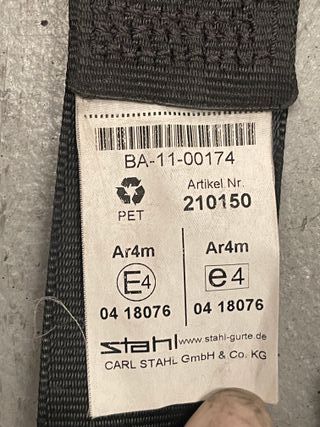 BA-11-00174
Artikel Nr.
PET 210150
Ar4m Ar4m
E4 e4
04 18076 04 18076
stahl www.stahl-gurte.de
CARL STAHL GmbH & Co. KG